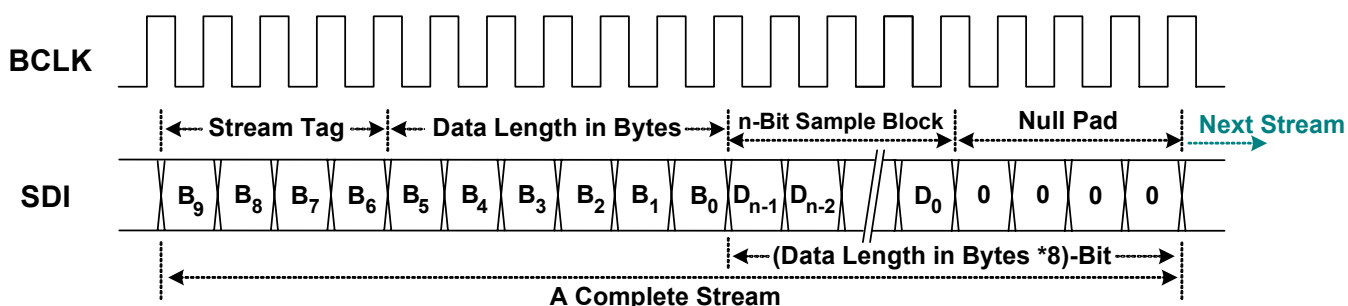 BCLK
Stream Tag
Data Length in Bytes
n-Bit Sample Block
Null Pad
Next Stream
SDI
B9 B8 B7 B6 B5 B4 B3 B2 B1 B0 Dn-1 Dn-2 D0 0 0 0 0
(Data Length in Bytes *8)-Bit
A Complete Stream